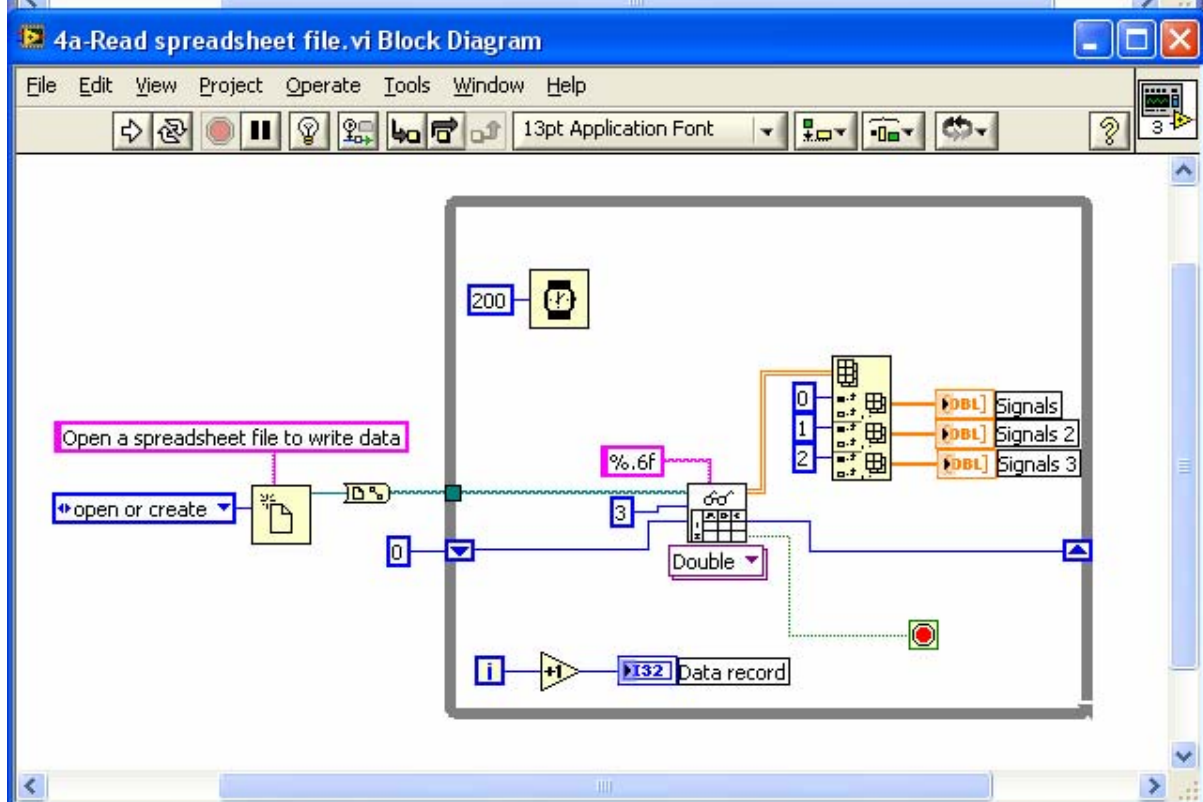 4a-Read spreadsheet file.vi Block Diagram
File Edit View Project Operate Tools Window Help
13pt Application Font
? 3
200
0 [DBL] Signals
Open a spreadsheet file to write data
1 [DBL] Signals 2
%.6f
2 [DBL] Signals 3
open or create
3
0
Double
i +1 I32 Data record